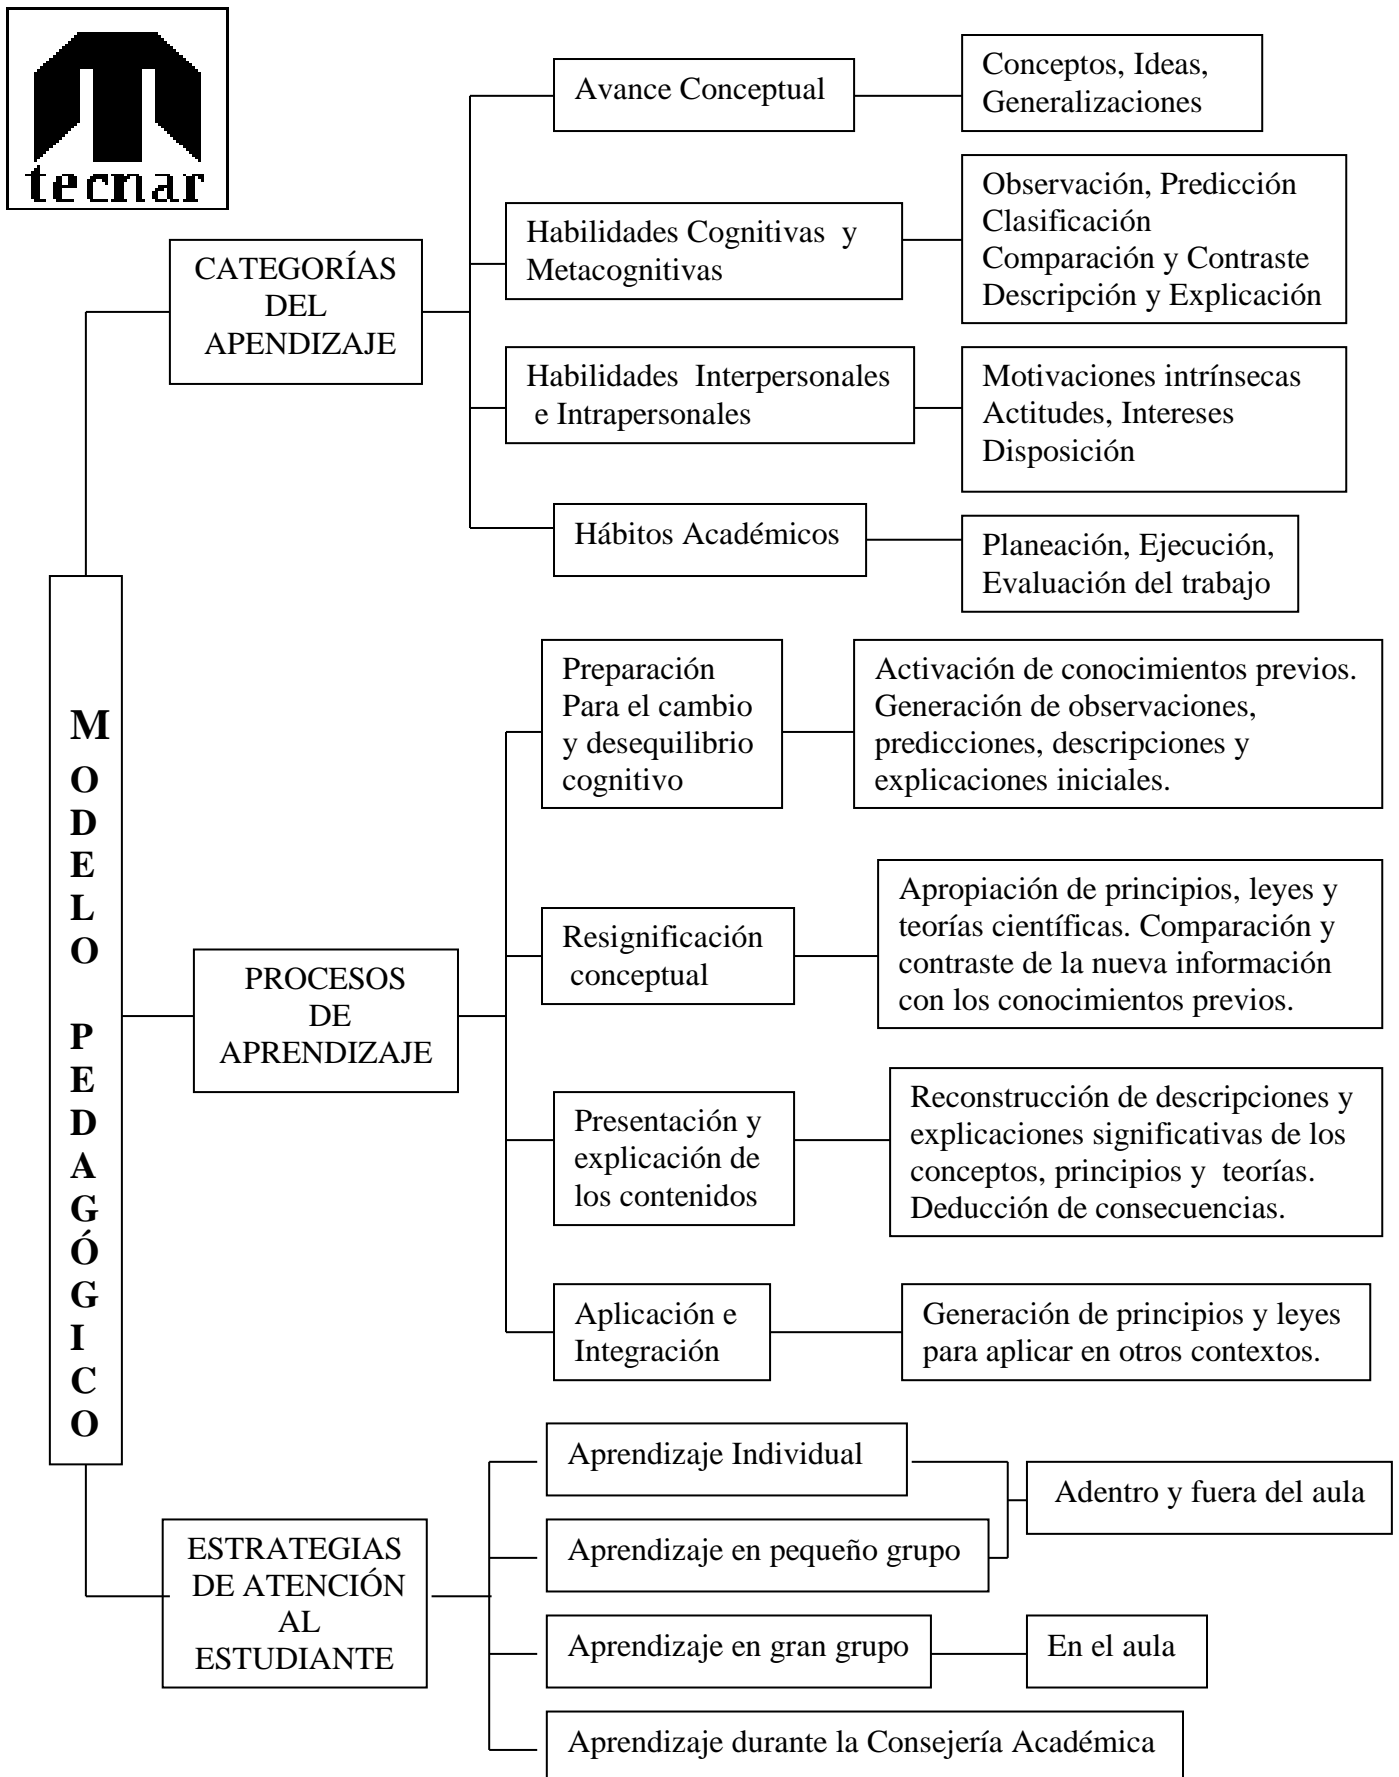 tecnar
MODELO PEDAGÓGICO
CATEGORÍAS
DEL
APENDIZAJE
Avance Conceptual
Conceptos, Ideas,
Generalizaciones
Habilidades Cognitivas y
Metacognitivas
Observación, Predicción
Clasificación
Comparación y Contraste
Descripción y Explicación
Habilidades Interpersonales
e Intrapersonales
Motivaciones intrínsecas
Actitudes, Intereses
Disposición
Hábitos Académicos
Planeación, Ejecución,
Evaluación del trabajo
PROCESOS
DE
APRENDIZAJE
Preparación
Para el cambio
y desequilibrio
cognitivo
Activación de conocimientos previos.
Generación de observaciones,
predicciones, descripciones y
explicaciones iniciales.
Resignificación
conceptual
Apropiación de principios, leyes y
teorías científicas. Comparación y
contraste de la nueva información
con los conocimientos previos.
Presentación y
explicación de
los contenidos
Reconstrucción de descripciones y
explicaciones significativas de los
conceptos, principios y teorías.
Deducción de consecuencias.
Aplicación e
Integración
Generación de principios y leyes
para aplicar en otros contextos.
ESTRATEGIAS
DE ATENCIÓN
AL
ESTUDIANTE
Aprendizaje Individual
Aprendizaje en pequeño grupo
Adentro y fuera del aula
Aprendizaje en gran grupo
En el aula
Aprendizaje durante la Consejería Académica